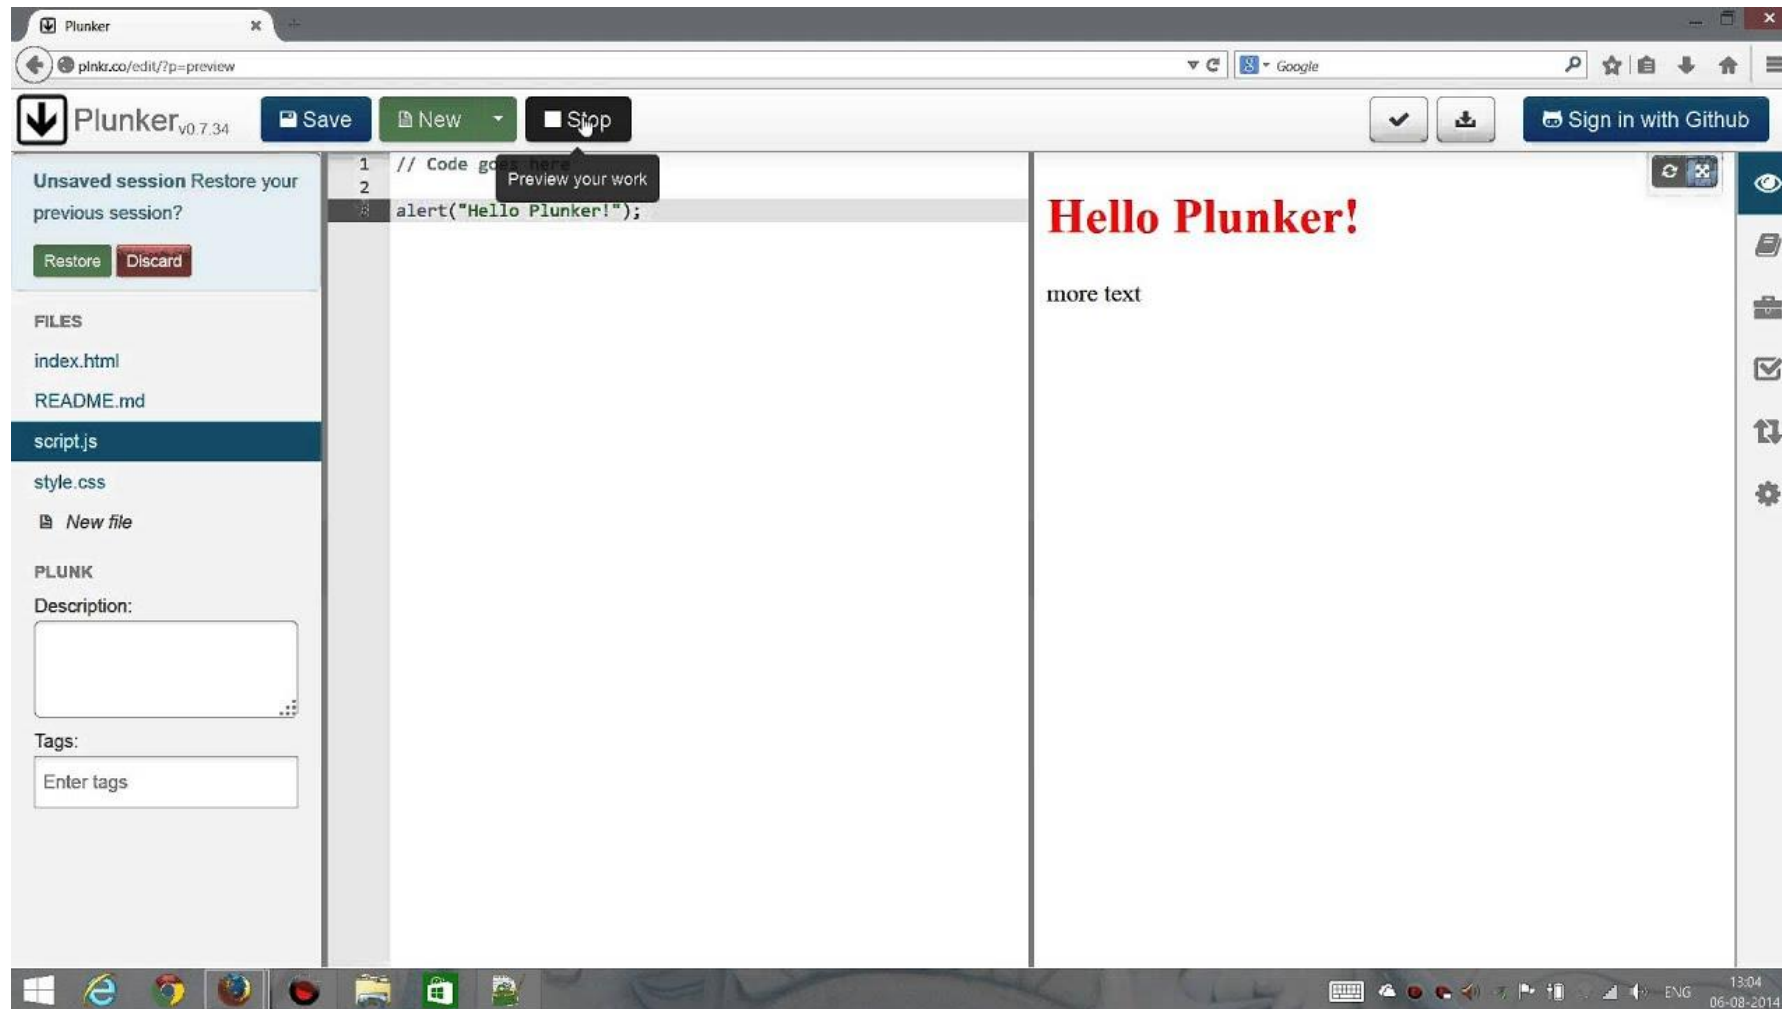 Plunker
plnkr.co/edit/?p=preview
Google
Plunker v0.7.34
Save
New
Stop
Sign in with Github
Preview your work
Unsaved session Restore your
previous session?
Restore
Discard
FILES
index.html
README.md
script.js
style.css
New file
PLUNK
Description:
Tags:
Enter tags
1 // Code goes here
2
3 alert("Hello Plunker!");
Hello Plunker!
more text
ENG
13:04
06-08-2014